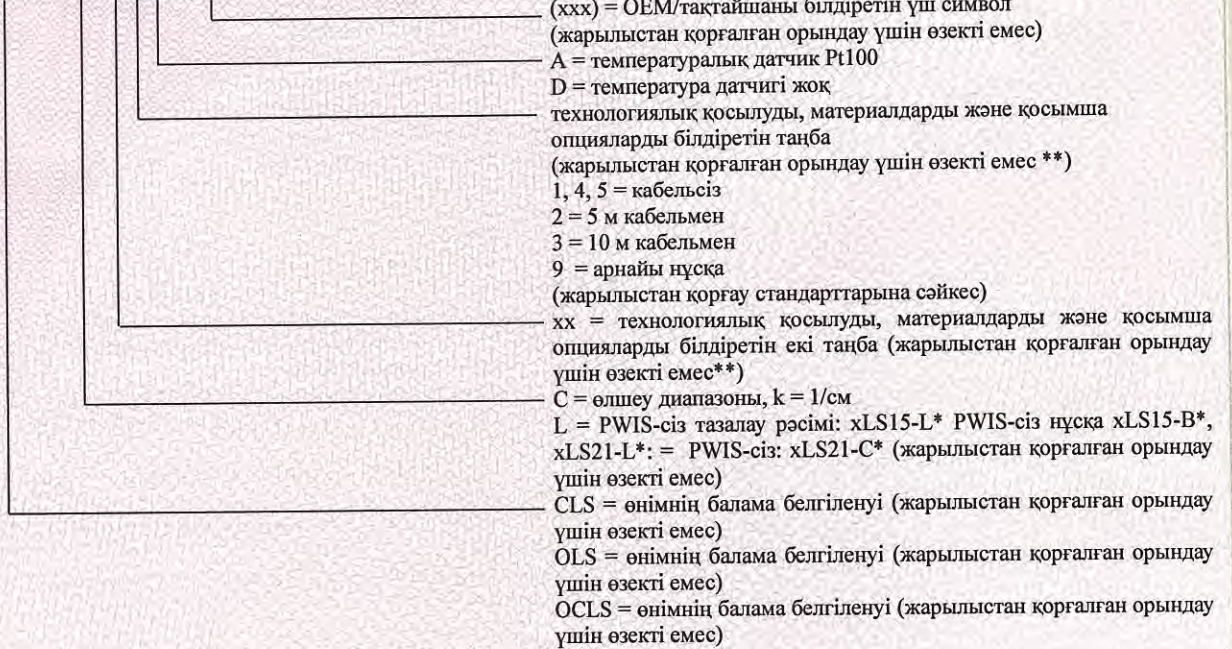 (ххх) = ОЕМ/тақтайшаны білдіретін үш символ
(жарылыстан қорғалған орындау үшін өзекті емес)
А = температуралық датчик Pt100
D = температура датчигі жоқ
технологиялық қосылуды, материалдарды және қосымша
опцияларды білдіретін таңба
(жарылыстан қорғалған орындау үшін өзекті емес **)
1, 4, 5 = кабельсіз
2 = 5 м кабельмен
3 = 10 м кабельмен
9 = арнайы нұсқа
(жарылыстан қорғау стандарттарына сәйкес)
хх = технологиялық қосылуды, материалдарды және қосымша
опцияларды білдіретін екі таңба (жарылыстан қорғалған орындау
үшін өзекті емес**)
С = өлшеу диапазоны, k = 1/см
L = PWIS-сіз тазалау рәсімі: xLS15-L* PWIS-сіз нұсқа xLS15-B*,
xLS21-L*: = PWIS-сіз: xLS21-C* (жарылыстан қорғалған орындау
үшін өзекті емес)
CLS = өнімнің балама белгіленуі (жарылыстан қорғалған орындау
үшін өзекті емес)
OLS = өнімнің балама белгіленуі (жарылыстан қорғалған орындау
үшін өзекті емес)
OCLS = өнімнің балама белгіленуі (жарылыстан қорғалған орындау
үшін өзекті емес)